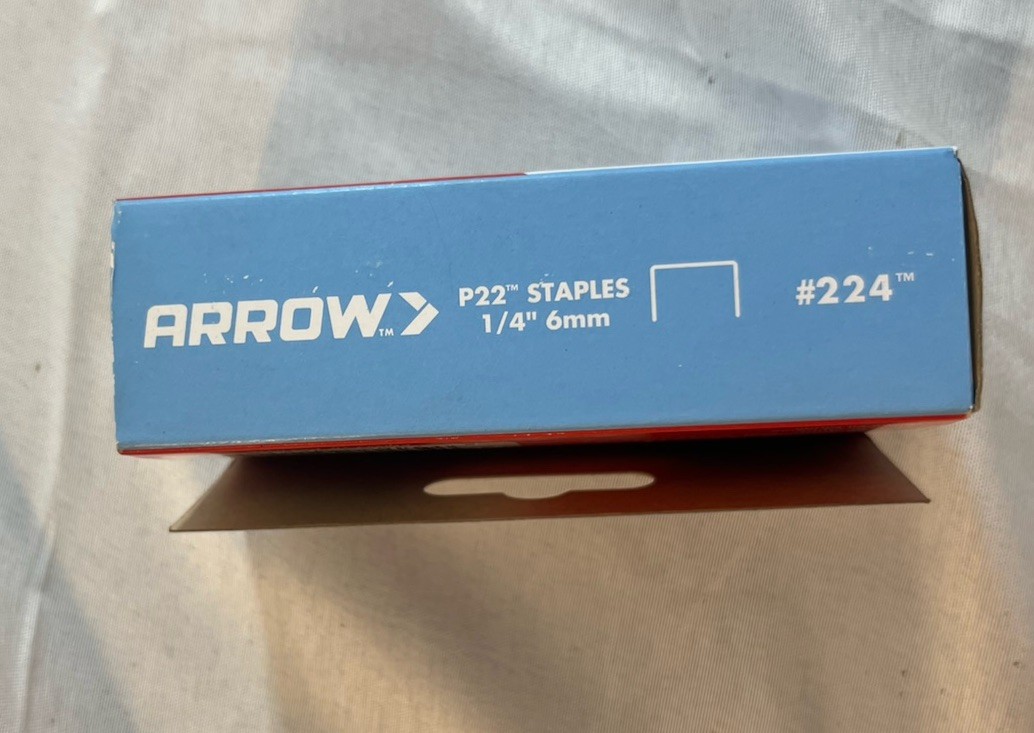 ARROW™
P22™ STAPLES
1/4" 6mm
#224™